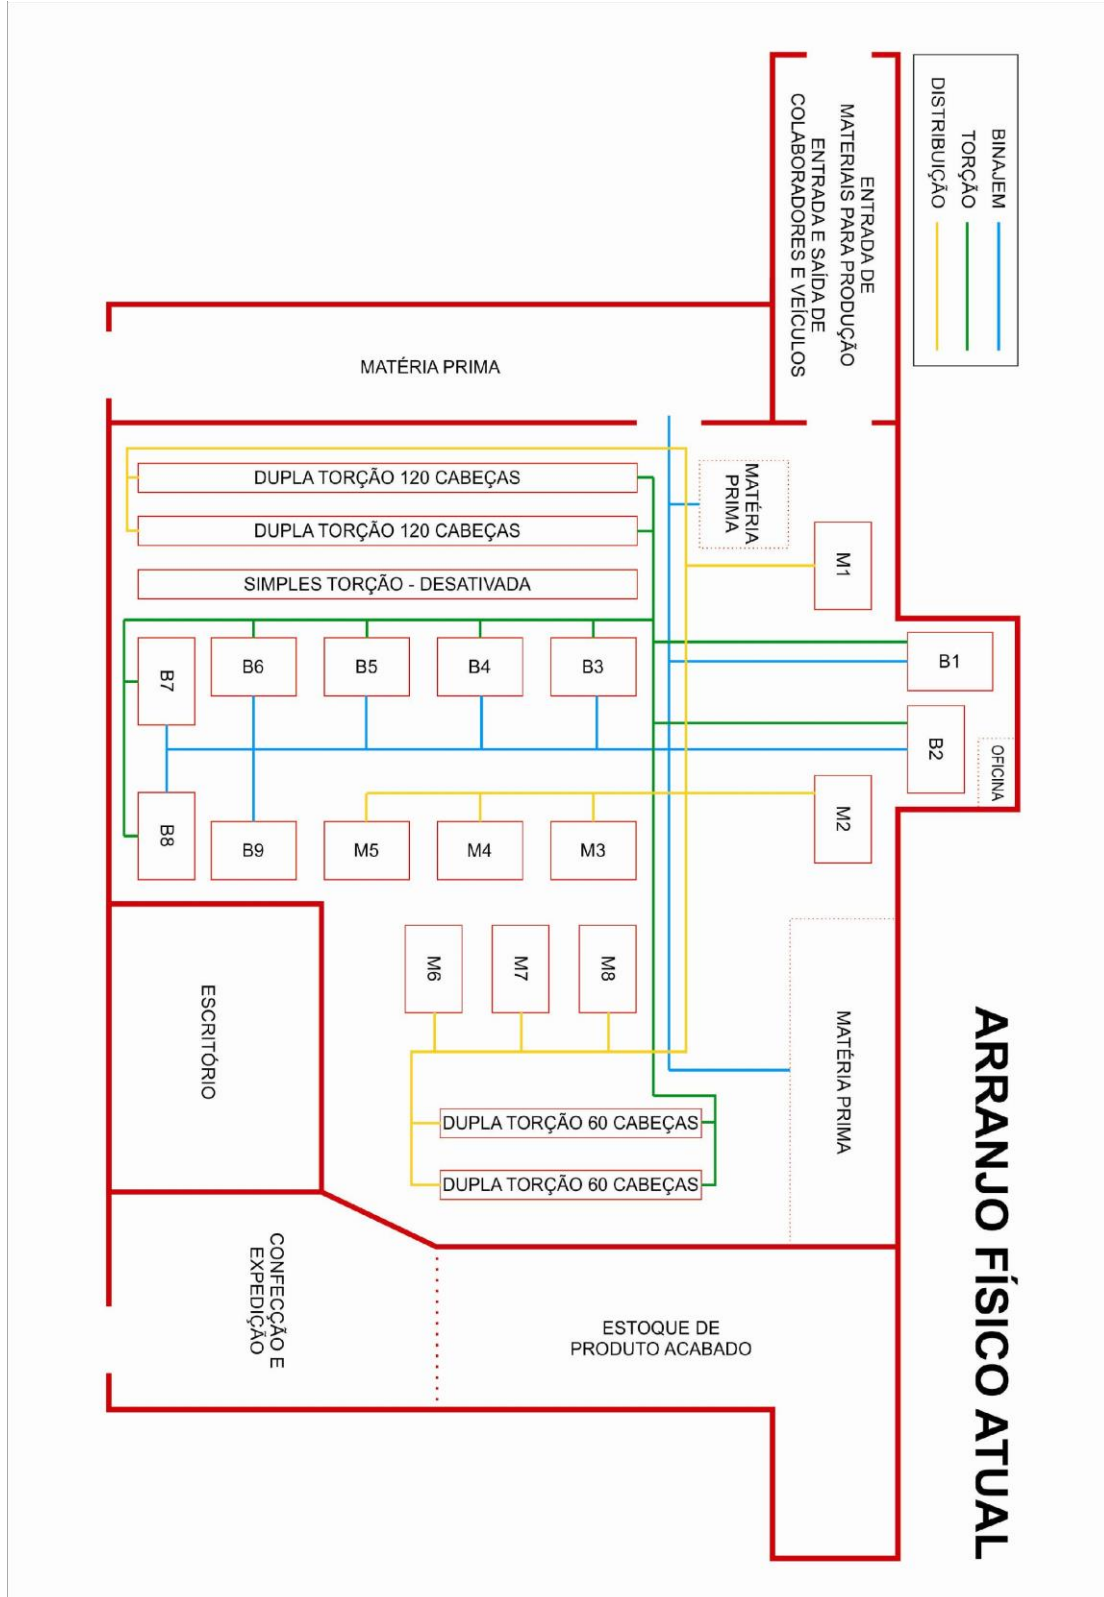 ARRANJO FÍSICO ATUAL
BINAJEM
TORÇÃO
DISTRIBUIÇÃO
ENTRADA DE
MATERIAIS PARA PRODUÇÃO
ENTRADA E SAÍDA DE
COLABORADORES E VEÍCULOS
MATÉRIA PRIMA
MATÉRIA
PRIMA
M1
DUPLA TORÇÃO 120 CABEÇAS
DUPLA TORÇÃO 120 CABEÇAS
SIMPLES TORÇÃO - DESATIVADA
B1
B2
OFICINA
B3
B4
B5
B6
B7
B8
B9
M5
M4
M3
M2
M6
M7
M8
MATÉRIA PRIMA
ESCRITÓRIO
DUPLA TORÇÃO 60 CABEÇAS
DUPLA TORÇÃO 60 CABEÇAS
CONFECÇÃO E
EXPEDIÇÃO
ESTOQUE DE
PRODUTO ACABADO